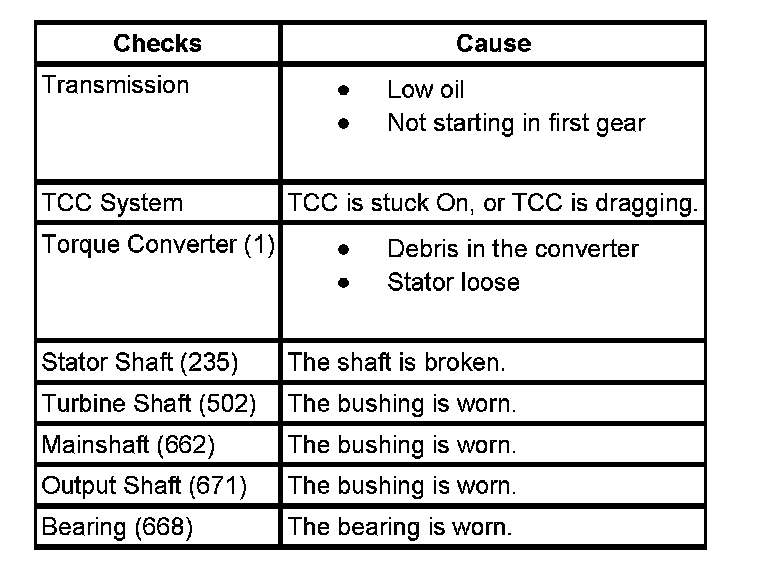 Checks Cause
Transmission
● Low oil
● Not starting in first gear
TCC System TCC is stuck On, or TCC is dragging.
Torque Converter (1)
● Debris in the converter
● Stator loose
Stator Shaft (235) The shaft is broken.
Turbine Shaft (502) The bushing is worn.
Mainshaft (662) The bushing is worn.
Output Shaft (671) The bushing is worn.
Bearing (668) The bearing is worn.